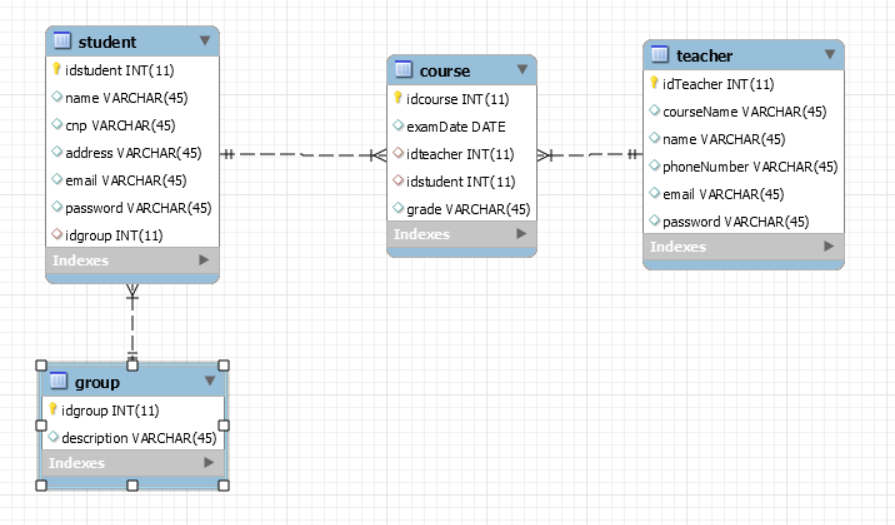 student
idstudent INT(11)
name VARCHAR(45)
cnp VARCHAR(45)
address VARCHAR(45)
email VARCHAR(45)
password VARCHAR(45)
idgroup INT(11)
Indexes
course
idcourse INT(11)
examDate DATE
idteacher INT(11)
idstudent INT(11)
grade VARCHAR(45)
Indexes
teacher
idTeacher INT(11)
courseName VARCHAR(45)
name VARCHAR(45)
phoneNumber VARCHAR(45)
email VARCHAR(45)
password VARCHAR(45)
Indexes
group
idgroup INT(11)
description VARCHAR(45)
Indexes